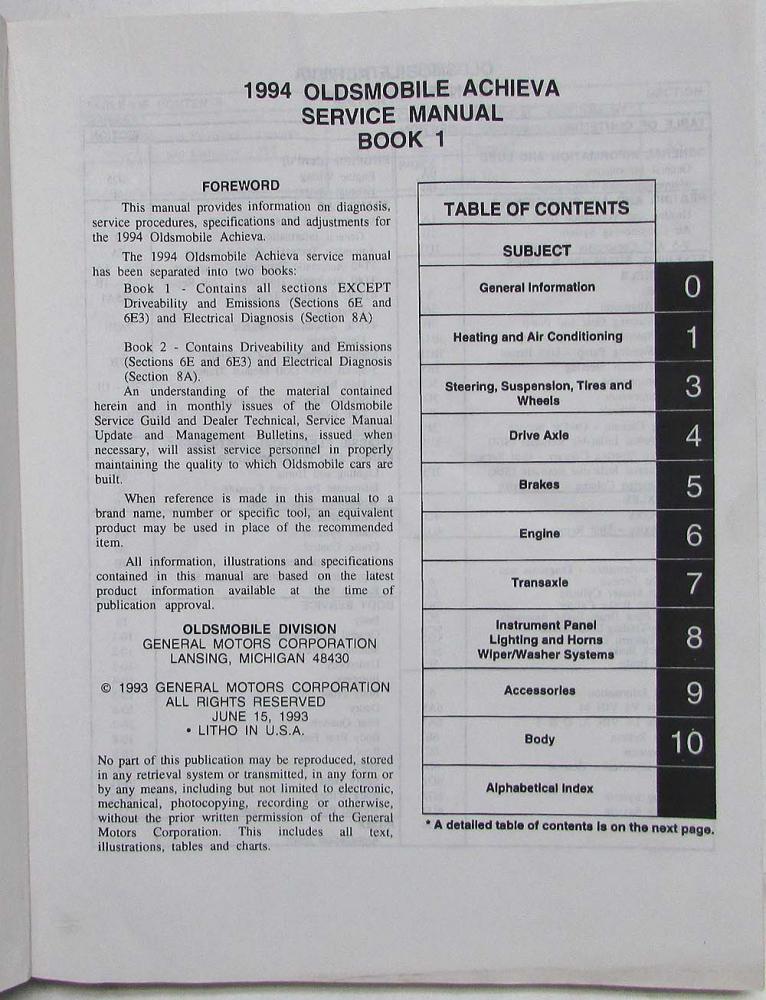 1994 OLDSMOBILE ACHIEVA
SERVICE MANUAL
BOOK 1
FOREWORD
This manual provides information on diagnosis,
service procedures, specifications and adjustments for
the 1994 Oldsmobile Achieva.
The 1994 Oldsmobile Achieva service manual
has been separated into two books:
Book 1 - Contains all sections EXCEPT
Driveability and Emissions (Sections 6E and
6E3) and Electrical Diagnosis (Section 8A)
Book 2 - Contains Driveability and Emissions
(Sections 6E and 6E3) and Electrical Diagnosis
(Section 8A).
An understanding of the material contained
herein and in monthly issues of the Oldsmobile
Service Guild and Dealer Technical, Service Manual
Update and Management Bulletins, issued when
necessary, will assist service personnel in properly
maintaining the quality to which Oldsmobile cars are
built.
When reference is made in this manual to a
brand name, number or specific tool, an equivalent
product may be used in place of the recommended
item.
All information, illustrations and specifications
contained in this manual are based on the latest
product information available at the time of
publication approval.
OLDSMOBILE DIVISION
GENERAL MOTORS CORPORATION
LANSING, MICHIGAN 48430
© 1993 GENERAL MOTORS CORPORATION
ALL RIGHTS RESERVED
JUNE 15, 1993
• LITHO IN U.S.A.
No part of this publication may be reproduced, stored
in any retrieval system or transmitted, in any form or
by any means, including but not limited to electronic,
mechanical, photocopying, recording or otherwise,
without the prior written permission of the General
Motors Corporation. This includes all text,
illustrations, tables and charts.
TABLE OF CONTENTS
SUBJECT
General Information 0
Heating and Air Conditioning 1
Steering, Suspension, Tires and
Wheels 3
Drive Axle 4
Brakes 5
Engine 6
Transaxle 7
Instrument Panel
Lighting and Horns 8
Wiper/Washer Systems
Accessories 9
Body 10
Alphabetical Index
* A detailed table of contents is on the next page.